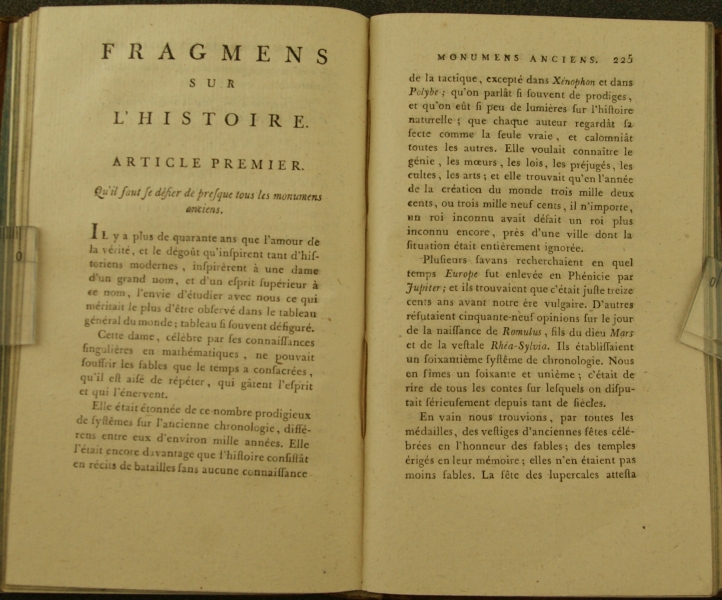 FRAGMENS
SUR
L'HISTOIRE.
ARTICLE PREMIER.
Qu'il faut ſe défier de preſque tous les monumens
anciens.
IL y a plus de quarante ans que l'amour de
la vérité, et le dégoût qu'inſpirent tant d'hiſ-
toriens modernes, inſpirèrent à une dame
d'un grand nom, et d'un eſprit ſupérieur à
ce nom, l'envie d'étudier avec nous ce qui
méritait le plus d'être obſervé dans le tableau
général du monde; tableau ſi ſouvent défiguré.
Cette dame, célèbre par ſes connaiſſances
ſingulières en mathématiques, ne pouvait
ſouffrir les fables que le temps a conſacrées,
qu'il eſt aiſé de répéter, qui gâtent l'eſprit
et qui l'énervent.
Elle était étonnée de ce nombre prodigieux
de ſyſtêmes ſur l'ancienne chronologie, diffé-
rens entre eux d'environ mille années. Elle
l'était encore davantage que l'hiſtoire conſiſtât
en récits de batailles ſans aucune connaiſſance
MONUMENS ANCIENS. 225
de la tactique, excepté dans Xénophon et dans
Polybe; qu'on parlât ſi ſouvent de prodiges,
et qu'on eût ſi peu de lumières ſur l'hiſtoire
naturelle; que chaque auteur regardât ſa
ſecte comme la ſeule vraie, et calomniât
toutes les autres. Elle voulait connaître le
génie, les mœurs, les lois, les préjugés, les
cultes, les arts; et elle trouvait qu'en l'année
de la création du monde trois mille deux
cents, ou trois mille neuf cents, il n'importe,
un roi inconnu avait défait un roi plus
inconnu encore, près d'une ville dont la
ſituation était entièrement ignorée.
Pluſieurs ſavans recherchaient en quel
temps Europe fut enlevée en Phénicie par
Jupiter; et ils trouvaient que c'était juſte treize
cents ans avant notre ère vulgaire. D'autres
réfutaient cinquante-neuf opinions ſur le jour
de la naiſſance de Romulus, fils du dieu Mars
et de la veſtale Rhéa-Sylvia. Ils établiſſaient
un ſoixantième ſyſtême de chronologie. Nous
en fîmes un ſoixante et unième; c'était de
rire de tous les contes ſur leſquels on diſpu-
tait ſérieuſement depuis tant de ſiècles.
En vain nous trouvions, par toutes les
médailles, des veſtiges d'anciennes fêtes célé-
brées en l'honneur des fables; des temples
érigés en leur mémoire; elles n'en étaient pas
moins fables. La fête des lupercales atteſta